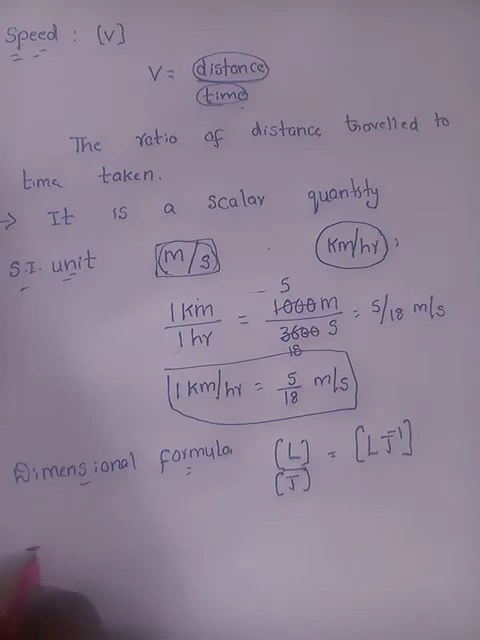 Speed : [v]
V = distance
time
The ratio of distance travelled to
time taken.
→ It is a scalar quantity
S.I. unit m/s km/hr
5
1 km / 1 hr = 1000 m / 3600 s = 5/18 m/s
18
1 km/hr = 5/18 m/s
Dimensional formula [L] / [T] = [LT⁻¹]